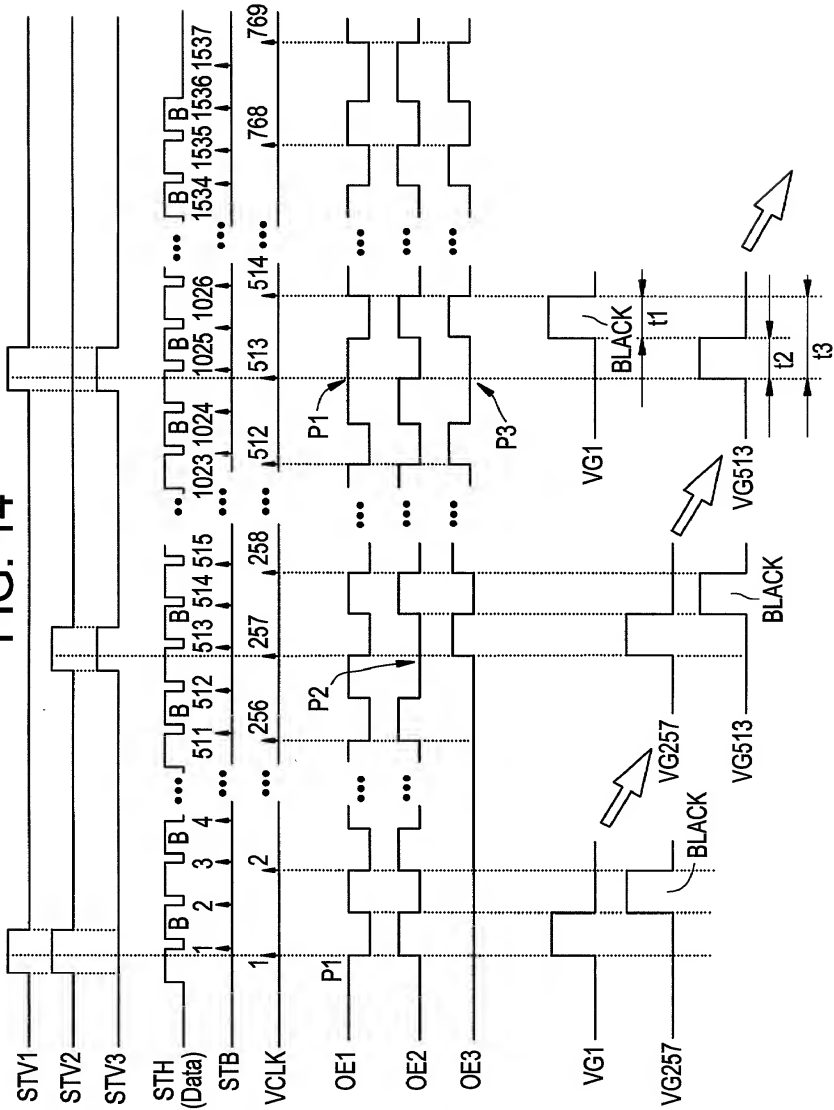 FIG. 14
STV1
STV2
STV3
STH
(Data)
B B ••• B B ••• B B B ••• B B B
STB
1 2 3 4 ••• 511 512 513 514 515 ••• 1023 1024 1025 1026 ••• 1534 1535 1536 1537
VCLK
1 2 ••• 256 257 258 ••• 512 513 514 ••• 768 769
OE1
P1 ••• ••• P1 •••
OE2
••• P2 ••• •••
OE3
••• P3 •••
VG1
VG257
BLACK
VG257
VG513
BLACK
VG1
BLACK
t1
VG513
t2
t3